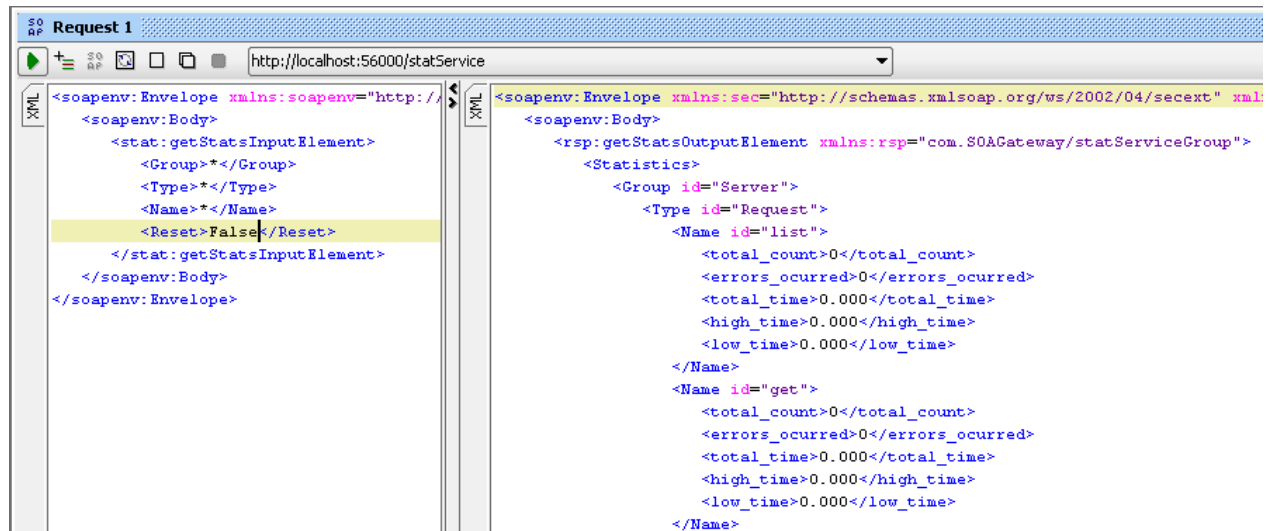 SO AP Request 1
SO AP http://localhost:56000/statService
XML
<soapenv:Envelope xmlns:soapenv="http:/
<soapenv:Body>
<stat:getStatsInputElement>
<Group>*</Group>
<Type>*</Type>
<Name>*</Name>
<Reset>False</Reset>
</stat:getStatsInputElement>
</soapenv:Body>
</soapenv:Envelope>
XML
<soapenv:Envelope xmlns:sec="http://schemas.xmlsoap.org/ws/2002/04/secext" xml
<soapenv:Body>
<rsp:getStatsOutputElement xmlns:rsp="com.SOAGateway/statServiceGroup">
<Statistics>
<Group id="Server">
<Type id="Request">
<Name id="list">
<total_count>0</total_count>
<errors_ocurred>0</errors_ocurred>
<total_time>0.000</total_time>
<high_time>0.000</high_time>
<low_time>0.000</low_time>
</Name>
<Name id="get">
<total_count>0</total_count>
<errors_ocurred>0</errors_ocurred>
<total_time>0.000</total_time>
<high_time>0.000</high_time>
<low_time>0.000</low_time>
</Name>